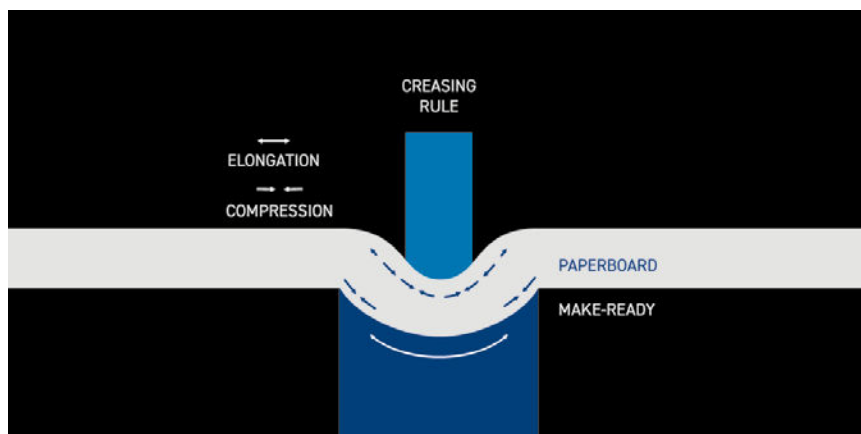 CREASING
RULE
ELONGATION
COMPRESSION
PAPERBOARD
MAKE-READY